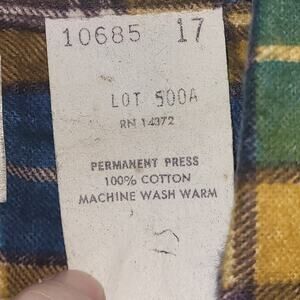 10685 17
LOT 500A
RN 14372
PERMANENT PRESS
100% COTTON
MACHINE WASH WARM